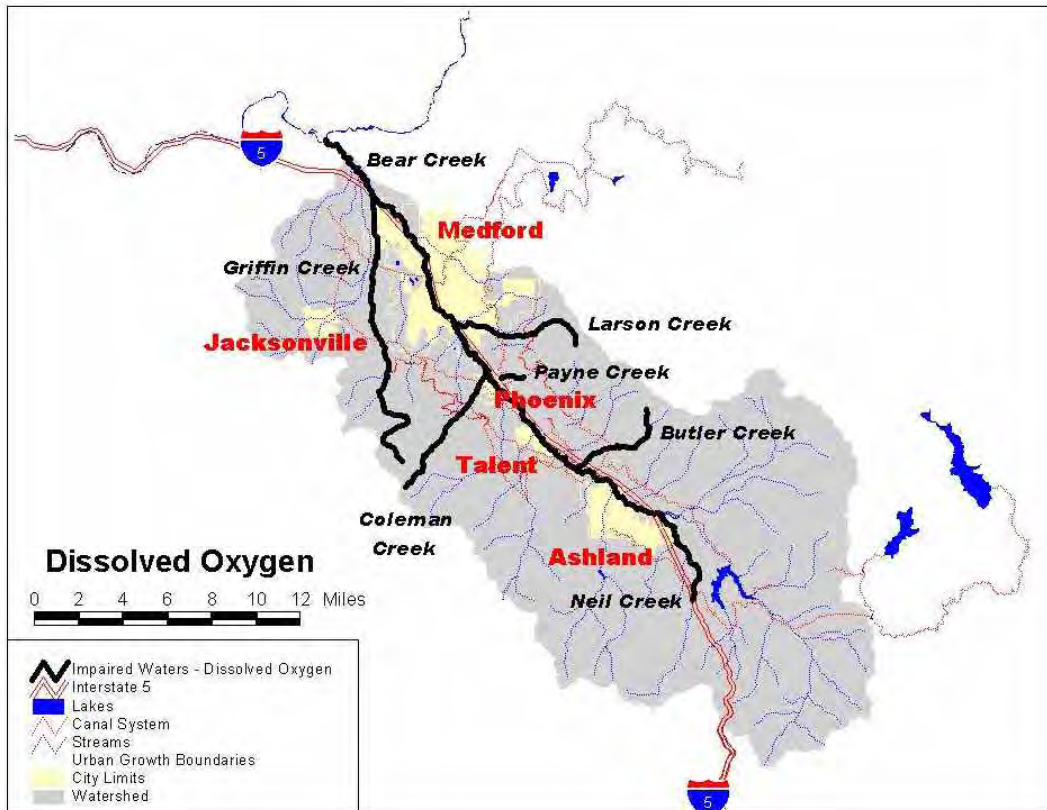 5
Bear Creek
Medford
Griffin Creek
Larson Creek
Jacksonville
Payne Creek
Phoenix
Butler Creek
Talent
Coleman
Creek
Ashland
Neil Creek
Dissolved Oxygen
0 2 4 6 8 10 12 Miles
Impaired Waters - Dissolved Oxygen
Interstate 5
Lakes
Canal System
Streams
Urban Growth Boundaries
City Limits
Watershed
5